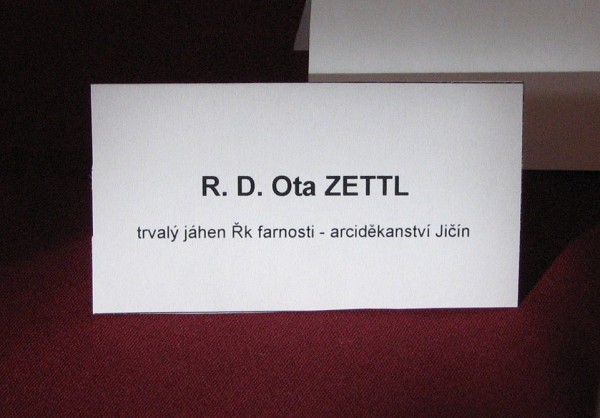 R. D. Ota ZETTL
trvalý jáhen Řk farnosti - arciděkanství Jičín